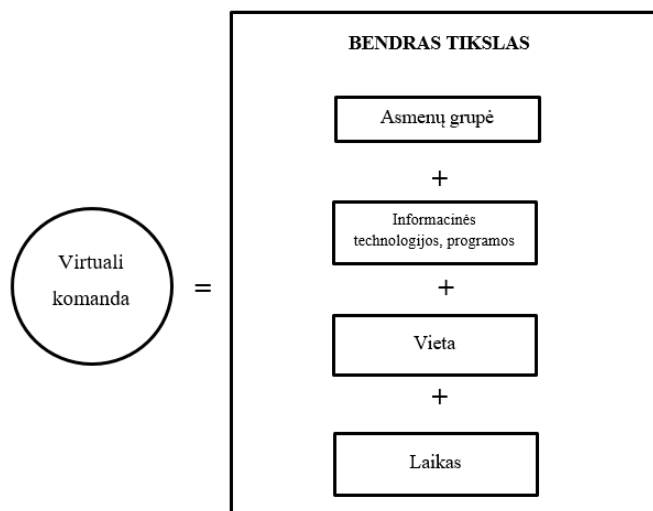 BENDRAS TIKSLAS
Asmenų grupė
+
Informacinės
technologijos, programos
+
Virtuali
komanda
=
Vieta
+
Laikas